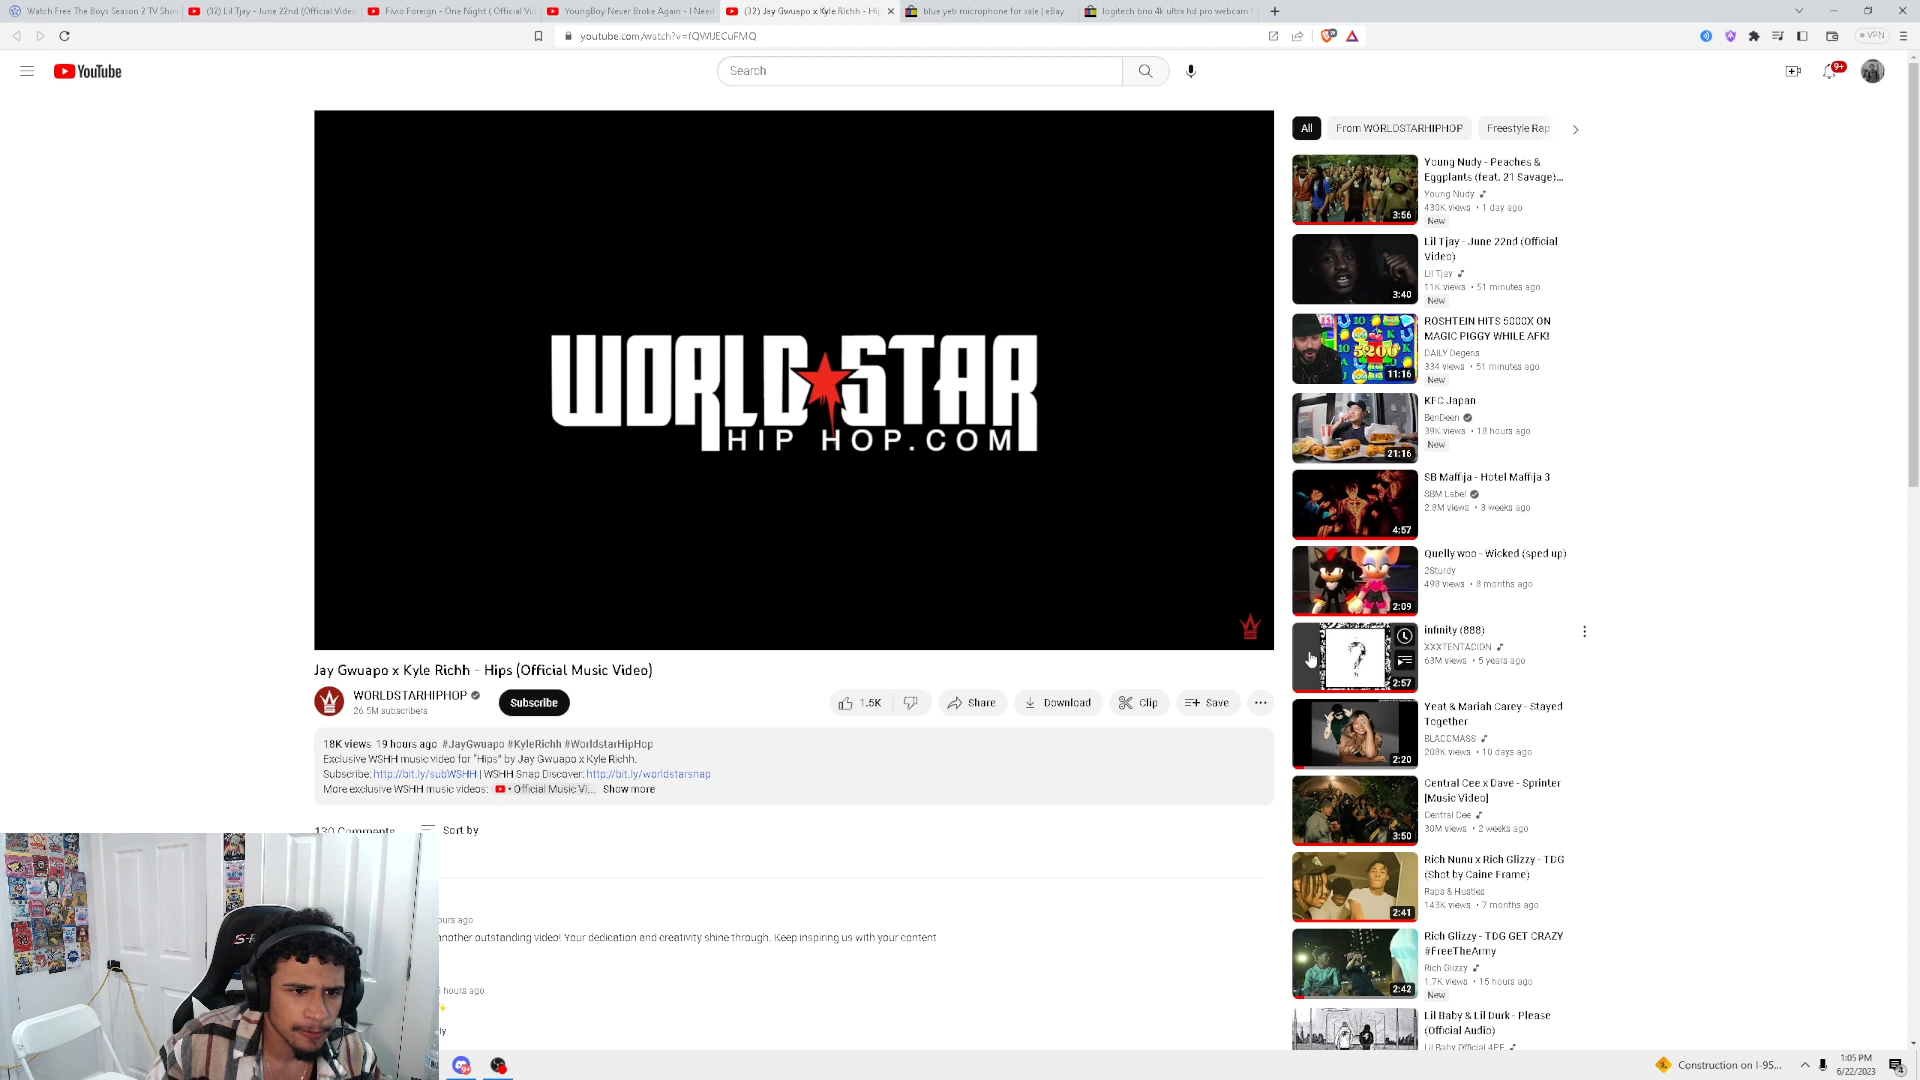 Watch Free The Boys Season 2 TV Show
(32) Lil Tjay - June 22nd (Official Video
Fivio Foreign - One Night ( Official Vid
YoungBoy Never Broke Again - I Need
(32) Jay Gwuapo x Kyle Richh - Hi
blue yeti microphone for sale | eBay
logitech brio 4k ultra hd pro webcam
VPN
YouTube
Search
9+
All
From WORLDSTARHIPHOP
Freestyle Rap
WORLD STAR
HIP HOP.COM
Young Nudy - Peaches &
Eggplants (feat. 21 Savage)...
Young Nudy
430K views • 1 day ago
New
3:56
Lil Tjay - June 22nd (Official
Video)
Lil Tjay
11K views • 51 minutes ago
New
3:40
ROSHTEIN HITS 5000X ON
MAGIC PIGGY WHILE AFK!
DAILY Degens
334 views • 51 minutes ago
New
5200
11:16
KFC Japan
BenDeen
39K views • 18 hours ago
New
21:16
SB Maffija - Hotel Maffija 3
SBM Label
2.8M views • 3 weeks ago
4:57
Quelly woo - Wicked (sped up)
2Sturdy
498 views • 8 months ago
2:09
infinity (888)
XXXTENTACION
63M views • 5 years ago
?
2:57
Yeat & Mariah Carey - Stayed
Together
BLACCMASS
208K views • 10 days ago
2:20
Central Cee x Dave - Sprinter
[Music Video]
Central Cee
30M views • 2 weeks ago
3:50
Rich Nunu x Rich Glizzy - TDG
(Shot by Caine Frame)
Raps & Hustles
143K views • 7 months ago
2:41
Rich Glizzy - TDG GET CRAZY
#FreeTheArmy
Rich Glizzy
1.7K views • 15 hours ago
New
2:42
Lil Baby & Lil Durk - Please
(Official Audio)
Lil Baby Official 4PF
Jay Gwuapo x Kyle Richh - Hips (Official Music Video)
WORLDSTARHIPHOP
26.5M subscribers
Subscribe
1.5K
Share
Download
Clip
Save
18K views 19 hours ago #JayGwuapo #KyleRichh #WorldstarHipHop
Exclusive WSHH music video for "Hips" by Jay Gwuapo x Kyle Richh.
Subscribe: http://bit.ly/subWSHH | WSHH Snap Discover: http://bit.ly/worldstarsnap
More exclusive WSHH music videos: • Official Music Vi... Show more
130 Comments
Sort by
ours ago
another outstanding video! Your dedication and creativity shine through. Keep inspiring us with your content
hours ago
ly
Construction on I-95...
1:05 PM
6/22/2023
4